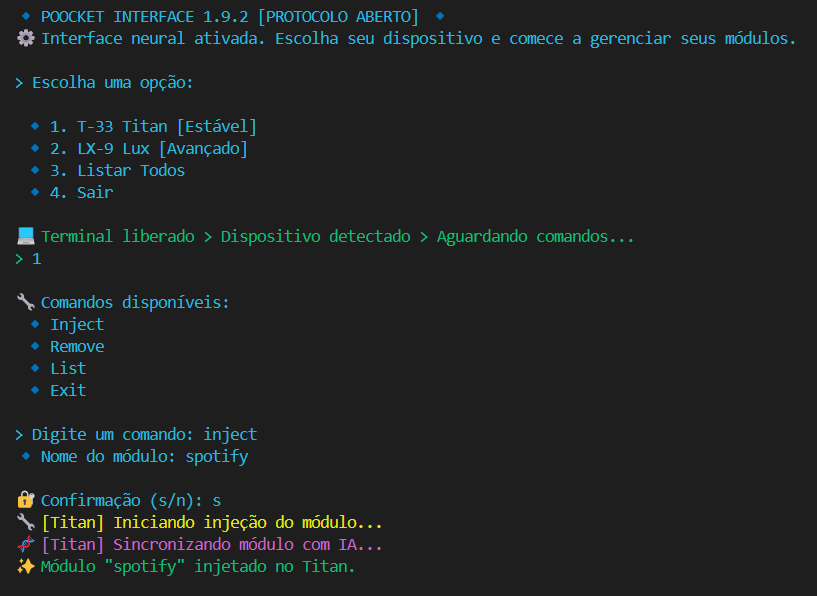 🔹 POOCKET INTERFACE 1.9.2 [PROTOCOLO ABERTO] 🔹
⚙️ Interface neural ativada. Escolha seu dispositivo e comece a gerenciar seus módulos.
> Escolha uma opção:
🔹 1. T-33 Titan [Estável]
🔹 2. LX-9 Lux [Avançado]
🔹 3. Listar Todos
🔹 4. Sair
💻 Terminal liberado > Dispositivo detectado > Aguardando comandos...
> 1
🔧 Comandos disponíveis:
🔹 Inject
🔹 Remove
🔹 List
🔹 Exit
> Digite um comando: inject
🔹 Nome do módulo: spotify
🔐 Confirmação (s/n): s
🔧 [Titan] Iniciando injeção do módulo...
🧬 [Titan] Sincronizando módulo com IA...
✨ Módulo "spotify" injetado no Titan.